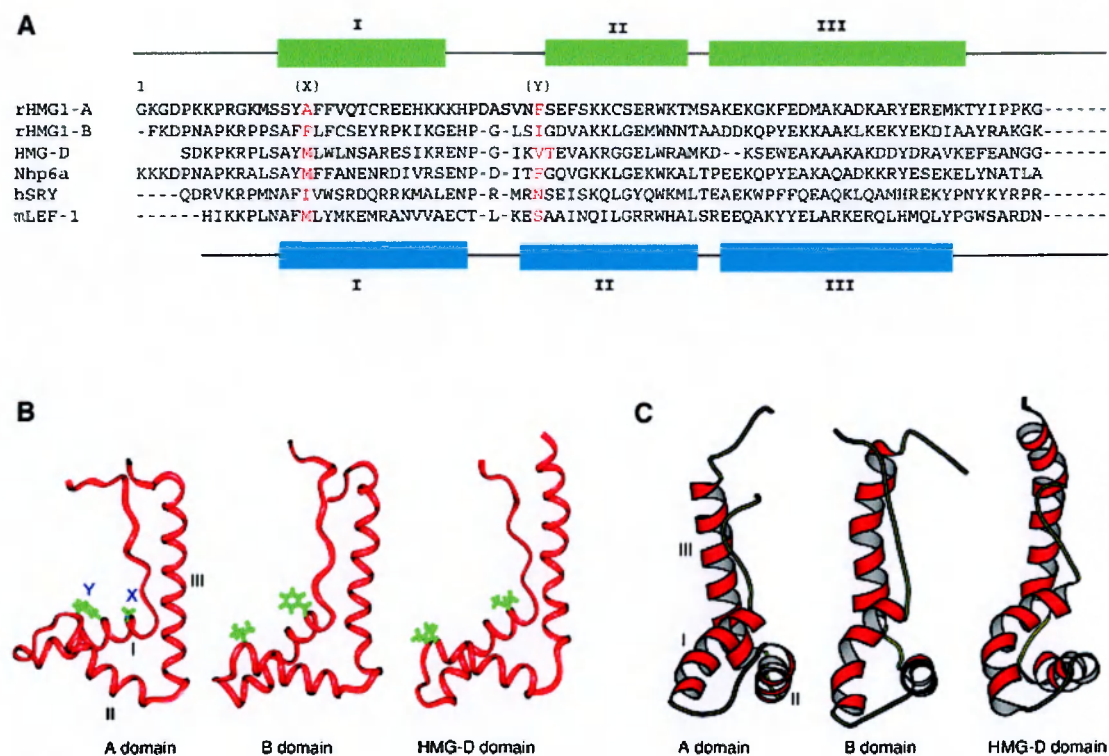 A
I II III
1 (X) (Y)
rHMG1-A GKGDPKKPRGKMSSYAFFVQTCREEHKKKHPDASVNFSEFSKKCSERWKTMSAKEKGKFEDMAKADKARYEREMKTYIPPKG-----
rHMG1-B -FKDPNAPKRPPSAFFLFCSEYRPKIKGEHP-G-LSIGDVAKKLGEMWNNTAADDKQPYEKKAAKLKEKYEKDIAAYRAKGK-----
HMG-D SDKPKRPLSAYMLWLNSARESIKRENP-G-IKVTEVAKRGGELWRAMKD--KSEWEAKAAKAKDDYDRAVKEFEANGG-----
Nhp6a KKKDPNAPKRALSAYMFFANENRDIVRSENP-D-ITFGQVGKKLGEKWKALTPEEKQPYEAKAQADKKRYESEKELYNATLA-----
hSRY ----QDRVKRPMNAFIVWSRDQRRKMALENP-R-MRNSEISKQLGYQWKMLTEAEKWPFFQEAQKLQAMHREKYPNYKYRPR-----
mLEF-1 ------HIKKPLNAFMLYMKEMRANVVAECT-L-KESAAINQILGRRWHALSREEQAKYYELARKERQLHMQLYPGWSARDN-----
I II III
B
Y X
III
I
II
A domain B domain HMG-D domain
C
III
I
II
A domain B domain HMG-D domain